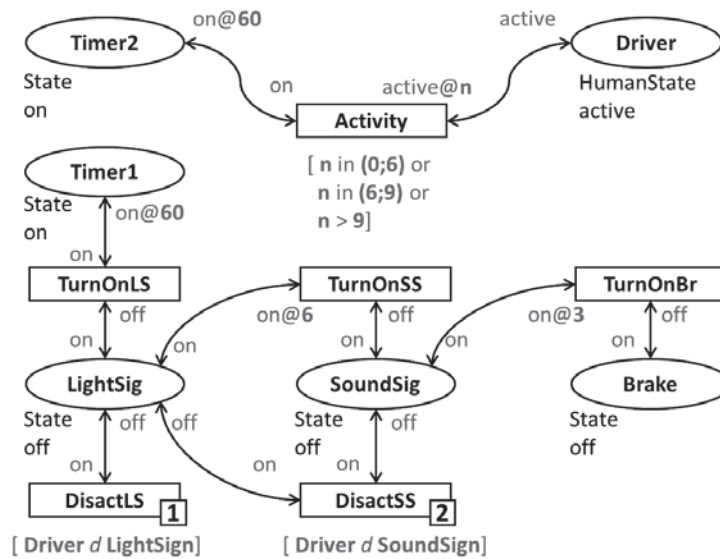 on@60
active
Timer2
Driver
State
on
on
active@n
HumanState
active
Activity
Timer1
[ n in (0;6) or
n in (6;9) or
n > 9]
State
on
on@60
on
TurnOnLS
TurnOnSS
TurnOnBr
off
on
on@6
off
on
on
on@3
off
on
on
LightSig
SoundSig
Brake
State
off
off
off
State
off
off
State
off
on
on
on
DisactLS
1
DisactSS
2
[ Driver d LightSign]
[ Driver d SoundSign]